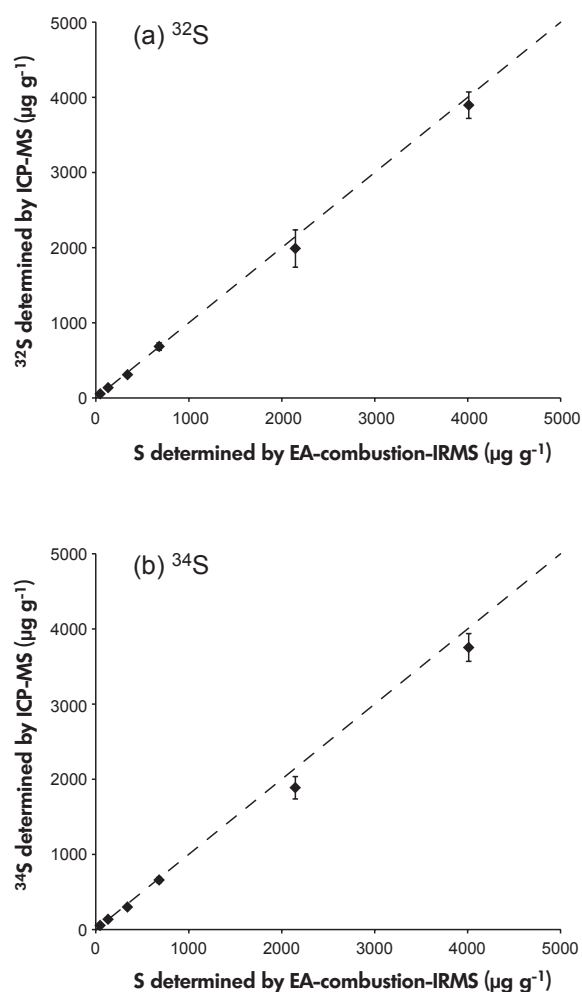 (a) ³²S
5000
4000
3000
2000
1000
0
³²S determined by ICP-MS (µg g⁻¹)
0 1000 2000 3000 4000 5000
S determined by EA-combustion-IRMS (µg g⁻¹)
(b) ³⁴S
5000
4000
3000
2000
1000
0
³⁴S determined by ICP-MS (µg g⁻¹)
0 1000 2000 3000 4000 5000
S determined by EA-combustion-IRMS (µg g⁻¹)